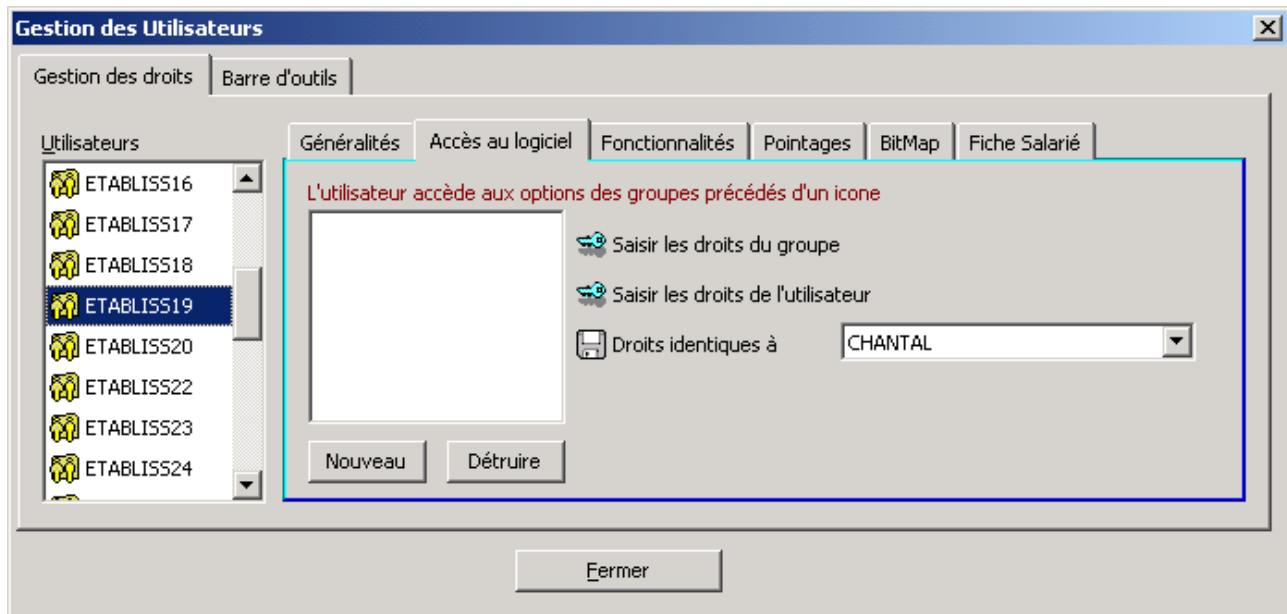 Gestion des Utilisateurs
Gestion des droits
Barre d'outils
Utilisateurs
ETABLISS16
ETABLISS17
ETABLISS18
ETABLISS19
ETABLISS20
ETABLISS22
ETABLISS23
ETABLISS24
Généralités
Accès au logiciel
Fonctionnalités
Pointages
BitMap
Fiche Salarié
L'utilisateur accède aux options des groupes précédés d'un icone
Saisir les droits du groupe
Saisir les droits de l'utilisateur
Droits identiques à
CHANTAL
Nouveau
Détruire
Fermer